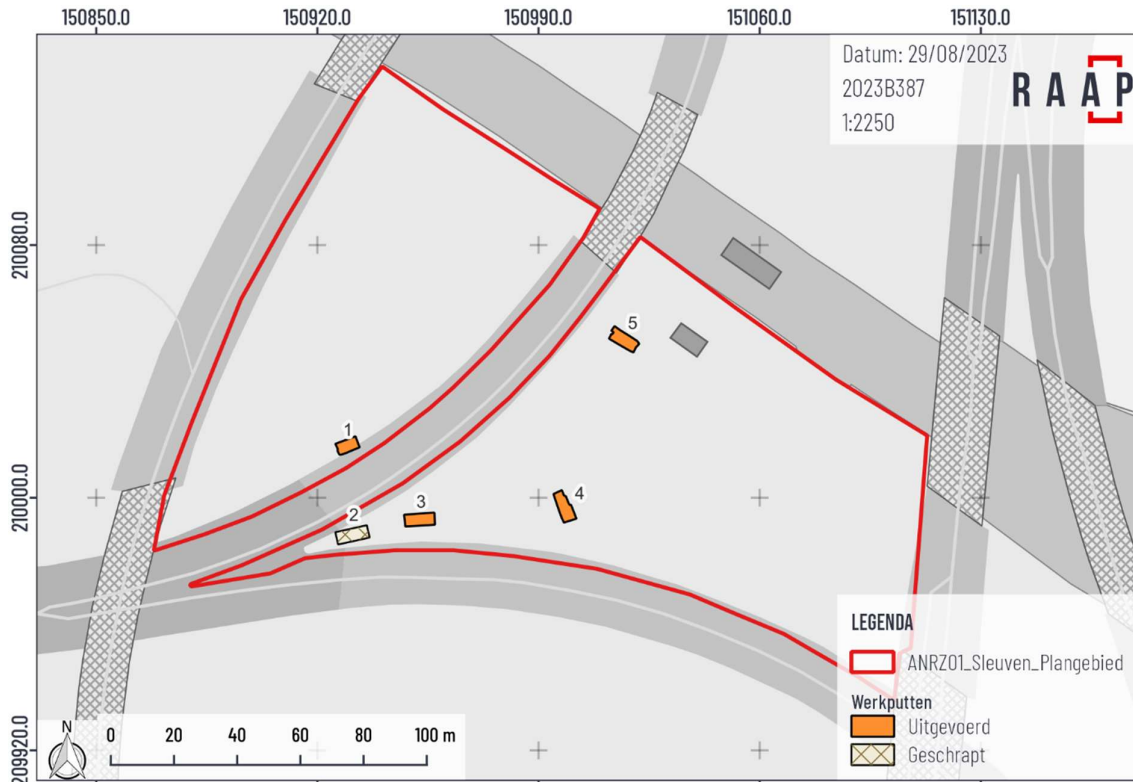 150850.0 150920.0 150990.0 151060.0 151130.0
Datum: 29/08/2023
2023B387
1:2250
RAAP
210080.0
5
1
210000.0
4
3
2
LEGENDA
ANRZ01_Sleuven_Plangebied
Werkputten
Uitgevoerd
Geschrapt
N
0 20 40 60 80 100 m
209920.0